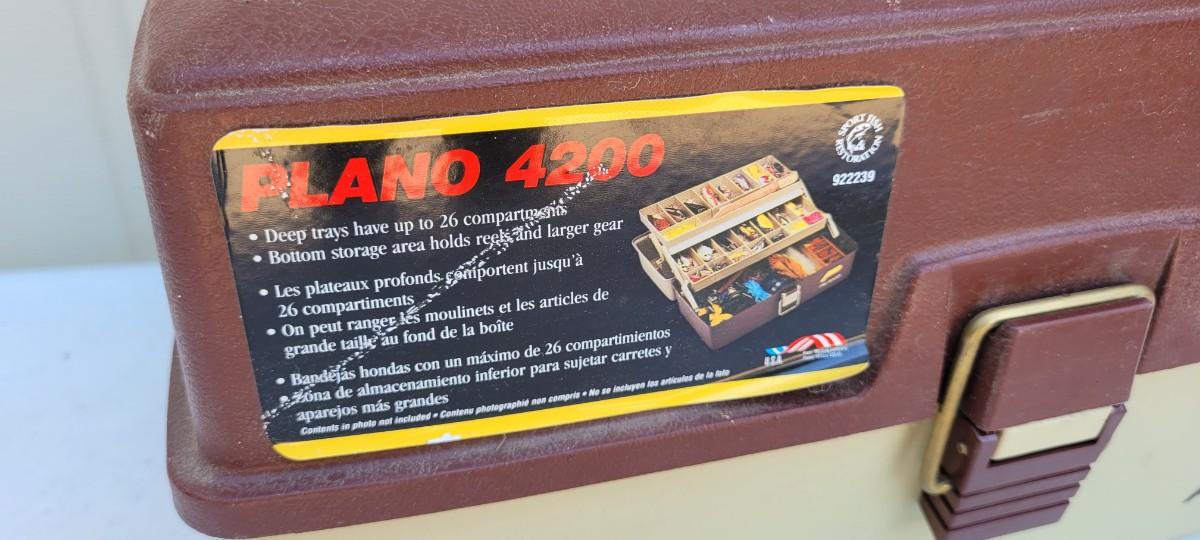 PLANO 4200
• Deep trays have up to 26 compartments
• Bottom storage area holds reels and larger gear
• Les plateaux profonds comportent jusqu'à
26 compartiments
• On peut ranger les moulinets et les articles de
grande taille au fond de la boîte
• Bandejas hondas con un máximo de 26 compartimientos
• Zona de almacenamiento inferior para sujetar carretes y
aparejos más grandes
Contents in photo not included • Contenu photographié non compris • No se incluyen los artículos de la foto
SPORT FISH
RESTORATION
922239
U.S.A.